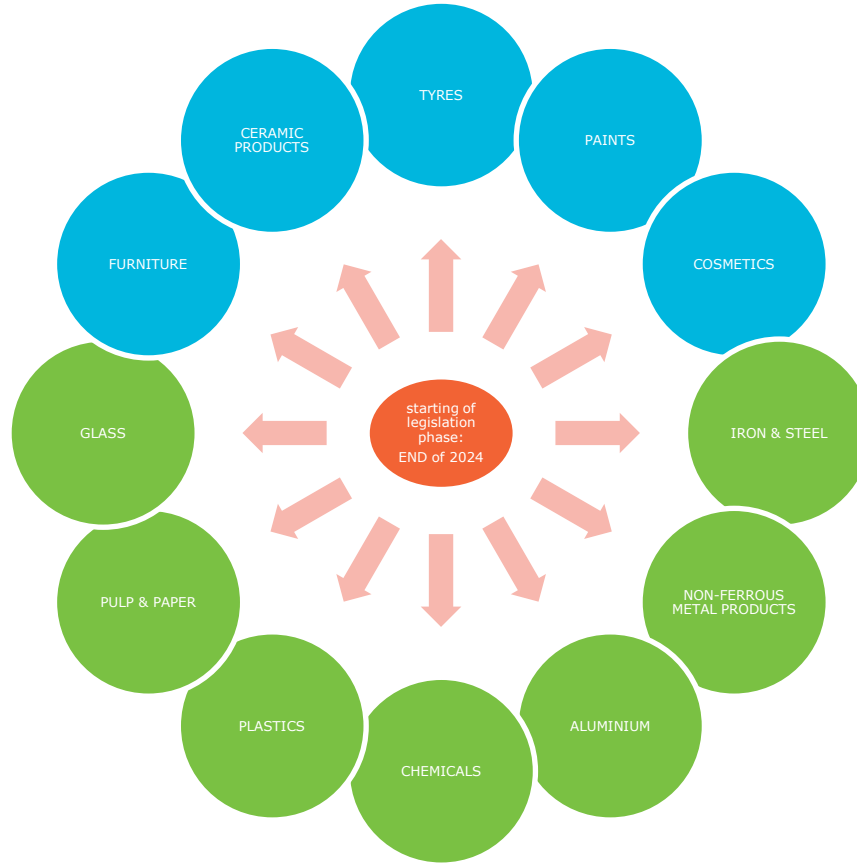 TYRES
PAINTS
COSMETICS
IRON & STEEL
NON-FERROUS
METAL PRODUCTS
ALUMINIUM
CHEMICALS
PLASTICS
PULP & PAPER
GLASS
FURNITURE
CERAMIC
PRODUCTS
starting of
legislation
phase:
END of 2024